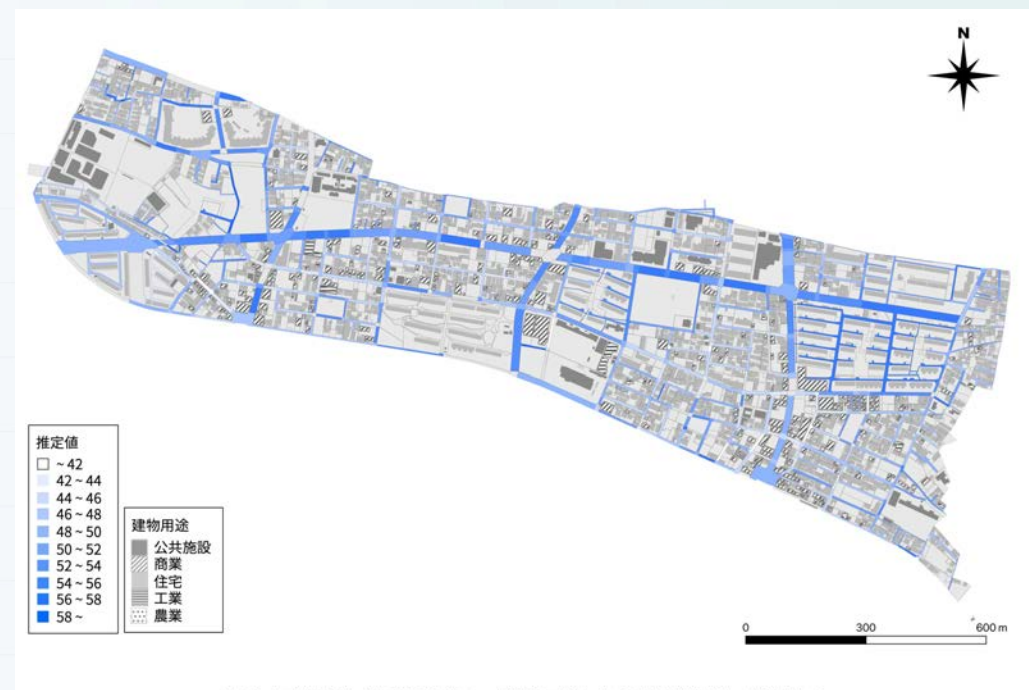 N
推定値
~ 42
42 ~ 44
44 ~ 46
46 ~ 48
48 ~ 50
50 ~ 52
52 ~ 54
54 ~ 56
56 ~ 58
58 ~
建物用途
公共施設
商業
住宅
工業
農業
0 300 600 m